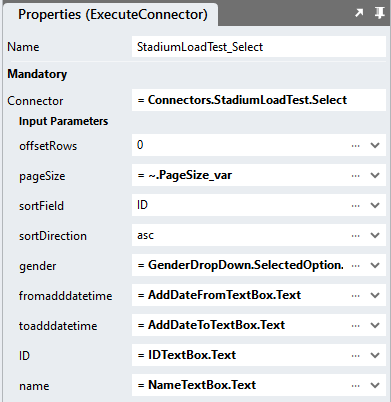 Properties (ExecuteConnector)
Name StadiumLoadTest_Select
Mandatory
Connector = Connectors.StadiumLoadTest.Select
Input Parameters
offsetRows 0 ...
pageSize = ~.PageSize_var ...
sortField ID ...
sortDirection asc ...
gender = GenderDropDown.SelectedOption. ...
fromadddatetime = AddDateFromTextBox.Text ...
toadddatetime = AddDateToTextBox.Text ...
ID = IDTextBox.Text ...
name = NameTextBox.Text ...